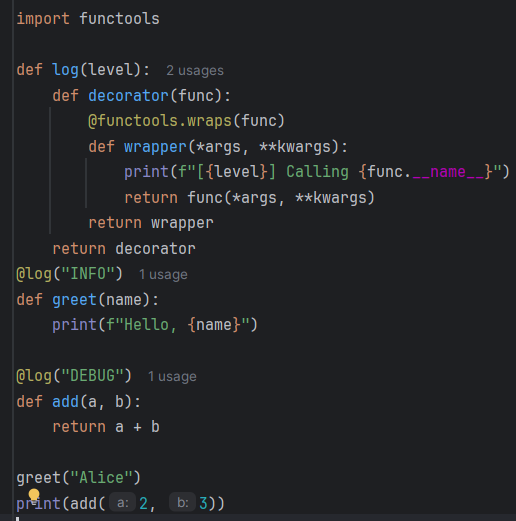 import functools

def log(level):  2 usages
    def decorator(func):
        @functools.wraps(func)
        def wrapper(*args, **kwargs):
            print(f"[{level}] Calling {func.__name__}")
            return func(*args, **kwargs)
        return wrapper
    return decorator
@log("INFO")  1 usage
def greet(name):
    print(f"Hello, {name}")

@log("DEBUG")  1 usage
def add(a, b):
    return a + b

greet("Alice")
print(add( a: 2,  b: 3))